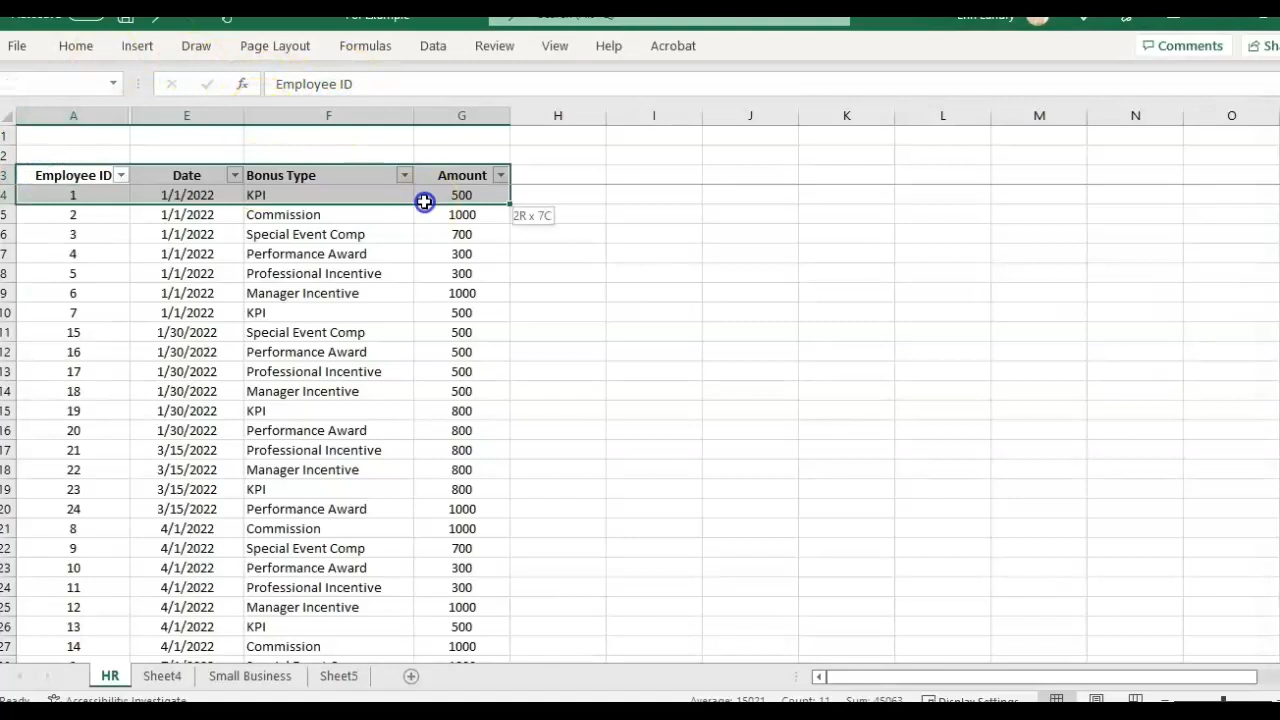 File Home Insert Draw Page Layout Formulas Data Review View Help Acrobat Comments
fx Employee ID
A E F G H I J K L M N O
1
2
3 Employee ID Date Bonus Type Amount
4 1 1/1/2022 KPI 500
5 2 1/1/2022 Commission 1000 2R x 7C
6 3 1/1/2022 Special Event Comp 700
7 4 1/1/2022 Performance Award 300
8 5 1/1/2022 Professional Incentive 300
9 6 1/1/2022 Manager Incentive 1000
10 7 1/1/2022 KPI 500
11 15 1/30/2022 Special Event Comp 500
12 16 1/30/2022 Performance Award 500
13 17 1/30/2022 Professional Incentive 500
14 18 1/30/2022 Manager Incentive 500
15 19 1/30/2022 KPI 800
16 20 1/30/2022 Performance Award 800
17 21 3/15/2022 Professional Incentive 800
18 22 3/15/2022 Manager Incentive 800
19 23 3/15/2022 KPI 800
20 24 3/15/2022 Performance Award 1000
21 8 4/1/2022 Commission 1000
22 9 4/1/2022 Special Event Comp 700
23 10 4/1/2022 Performance Award 300
24 11 4/1/2022 Professional Incentive 300
25 12 4/1/2022 Manager Incentive 1000
26 13 4/1/2022 KPI 500
27 14 4/1/2022 Commission 1000
HR Sheet4 Small Business Sheet5
Accessibility: Investigate Average: 15021 Count: 11 Sum: 45063 Display Settings